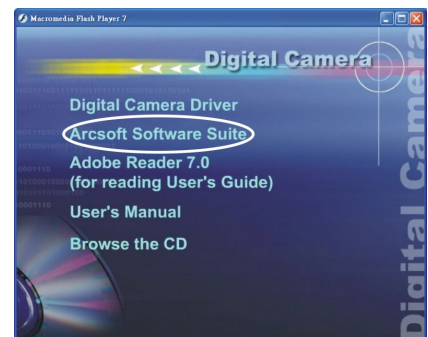 Macromedia Flash Player 7
Digital Camera
Digital Camera Driver
Arcsoft Software Suite
Adobe Reader 7.0
(for reading User's Guide)
User's Manual
Browse the CD
Digital Camera